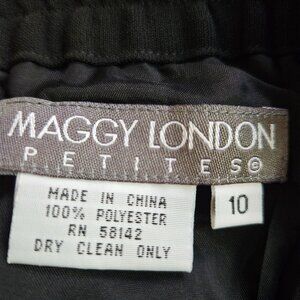 MAGGY LONDON
PETITES©
10
MADE IN CHINA
100% POLYESTER
RN 58142
DRY CLEAN ONLY